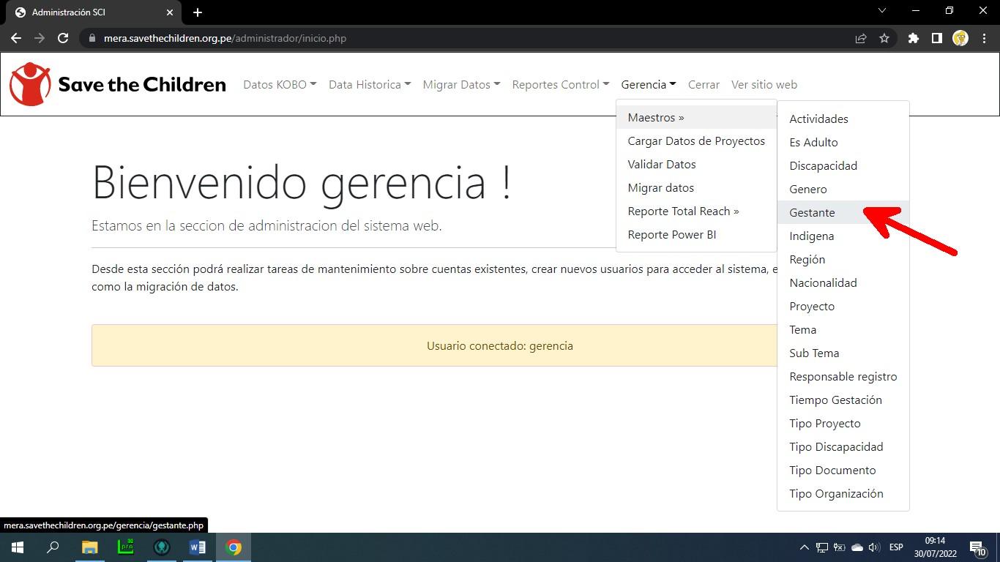 Administración SCI
mera.savethechildren.org.pe/administrador/inicio.php
Save the Children
Datos KOBO
Data Historica
Migrar Datos
Reportes Control
Gerencia
Cerrar
Ver sitio web
Maestros »
Cargar Datos de Proyectos
Validar Datos
Migrar datos
Reporte Total Reach »
Reporte Power BI
Actividades
Es Adulto
Discapacidad
Genero
Gestante
Indigena
Región
Nacionalidad
Proyecto
Tema
Sub Tema
Responsable registro
Tiempo Gestación
Tipo Proyecto
Tipo Discapacidad
Tipo Documento
Tipo Organización
Bienvenido gerencia !
Estamos en la seccion de administracion del sistema web.
Desde esta sección podrá realizar tareas de mantenimiento sobre cuentas existentes, crear nuevos usuarios para acceder al sistema, e
como la migración de datos.
Usuario conectado: gerencia
mera.savethechildren.org.pe/gerencia/gestante.php
ESP
09:14
30/07/2022
10